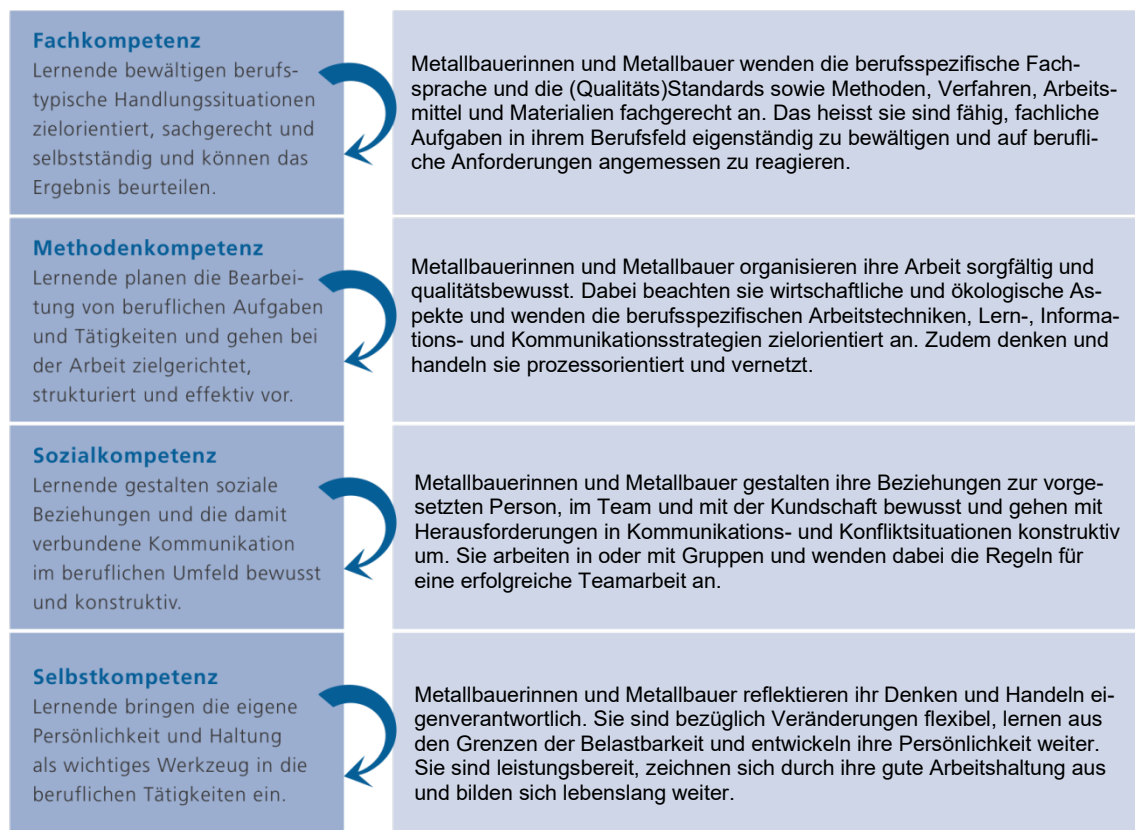 Fachkompetenz
Lernende bewältigen berufs-
typische Handlungssituationen
zielorientiert, sachgerecht und
selbstständig und können das
Ergebnis beurteilen.
Metallbauerinnen und Metallbauer wenden die berufsspezifische Fach-
sprache und die (Qualitäts)Standards sowie Methoden, Verfahren, Arbeits-
mittel und Materialien fachgerecht an. Das heisst sie sind fähig, fachliche
Aufgaben in ihrem Berufsfeld eigenständig zu bewältigen und auf berufli-
che Anforderungen angemessen zu reagieren.
Methodenkompetenz
Lernende planen die Bearbei-
tung von beruflichen Aufgaben
und Tätigkeiten und gehen bei
der Arbeit zielgerichtet,
strukturiert und effektiv vor.
Metallbauerinnen und Metallbauer organisieren ihre Arbeit sorgfältig und
qualitätsbewusst. Dabei beachten sie wirtschaftliche und ökologische As-
pekte und wenden die berufsspezifischen Arbeitstechniken, Lern-, Informa-
tions- und Kommunikationsstrategien zielorientiert an. Zudem denken und
handeln sie prozessorientiert und vernetzt.
Sozialkompetenz
Lernende gestalten soziale
Beziehungen und die damit
verbundene Kommunikation
im beruflichen Umfeld bewusst
und konstruktiv.
Metallbauerinnen und Metallbauer gestalten ihre Beziehungen zur vorge-
setzten Person, im Team und mit der Kundschaft bewusst und gehen mit
Herausforderungen in Kommunikations- und Konfliktsituationen konstruktiv
um. Sie arbeiten in oder mit Gruppen und wenden dabei die Regeln für
eine erfolgreiche Teamarbeit an.
Selbstkompetenz
Lernende bringen die eigene
Persönlichkeit und Haltung
als wichtiges Werkzeug in die
beruflichen Tätigkeiten ein.
Metallbauerinnen und Metallbauer reflektieren ihr Denken und Handeln ei-
genverantwortlich. Sie sind bezüglich Veränderungen flexibel, lernen aus
den Grenzen der Belastbarkeit und entwickeln ihre Persönlichkeit weiter.
Sie sind leistungsbereit, zeichnen sich durch ihre gute Arbeitshaltung aus
und bilden sich lebenslang weiter.